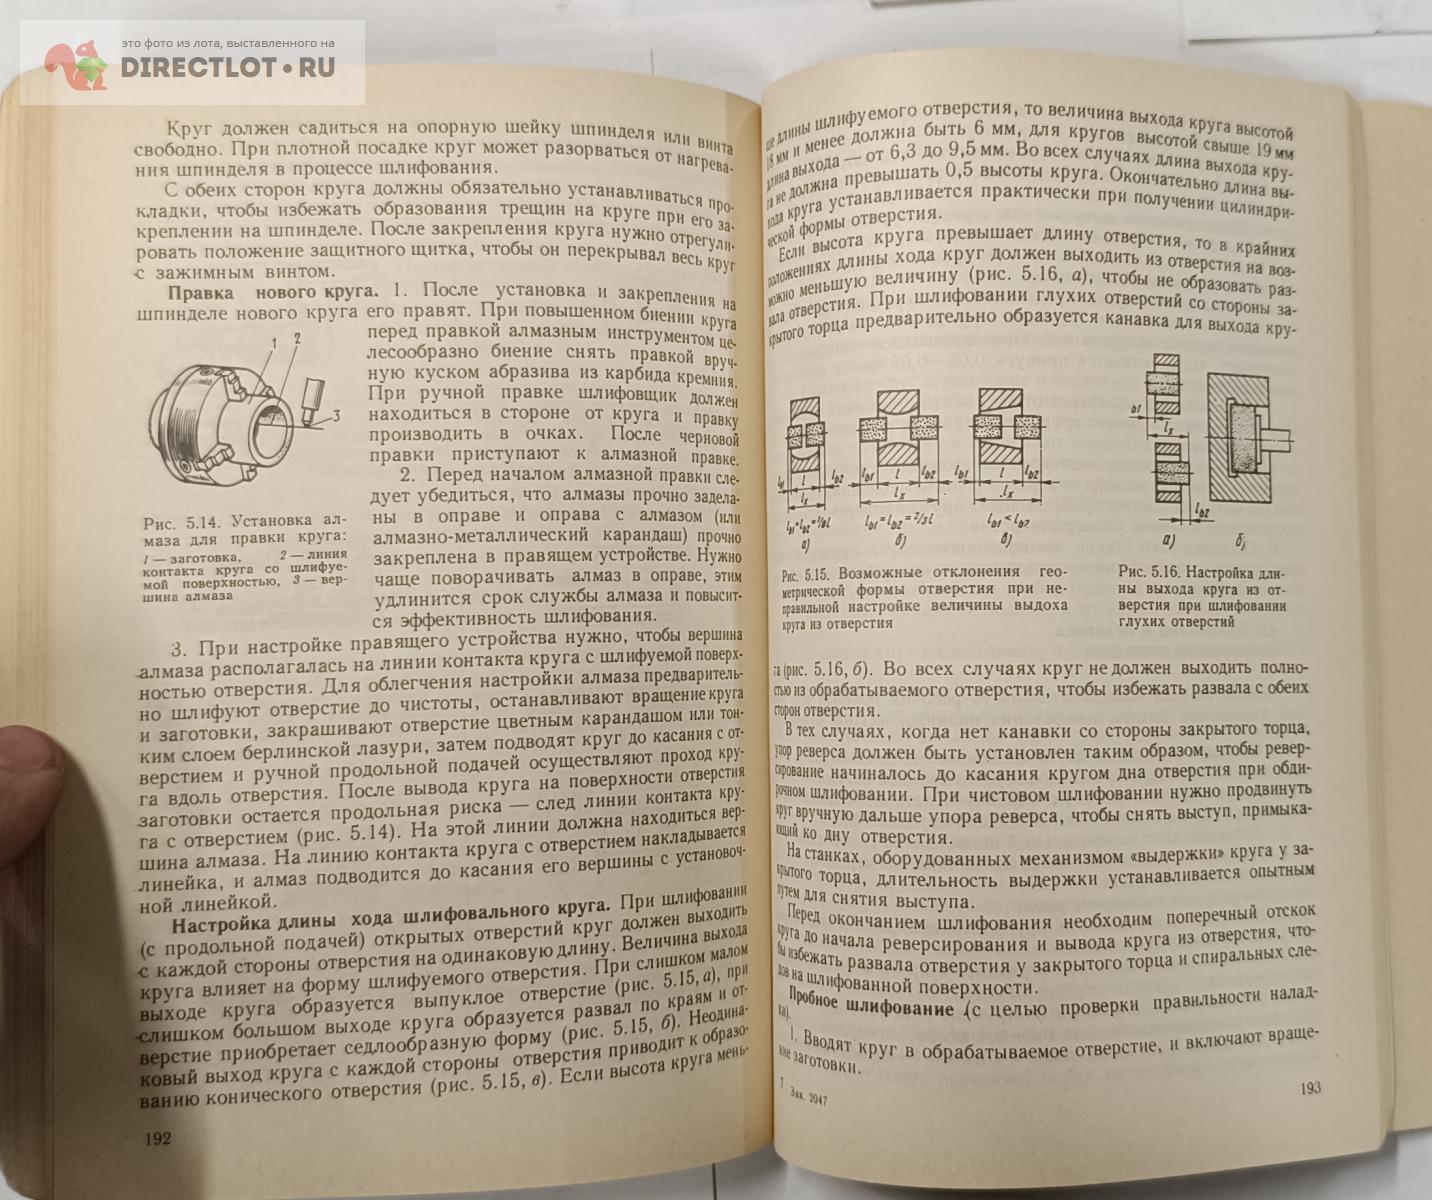 это фото из лота, выставленного на
DIRECTLOT•RU
Круг должен садиться на опорную шейку шпинделя или винта
свободно. При плотной посадке круг может разорваться от нагрева-
ния шпинделя в процессе шлифования.
С обеих сторон круга должны обязательно устанавливаться про-
кладки, чтобы избежать образования трещин на круге при его за-
креплении на шпинделе. После закрепления круга нужно отрегули-
ровать положение защитного щитка, чтобы он перекрывал весь круг
с зажимным винтом.
Правка нового круга. 1. После установка и закрепления на
шпинделе нового круга его правят. При повышенном биении круга
перед правкой алмазным инструментом це-
лесообразно биение снять правкой вруч-
ную куском абразива из карбида кремния.
При ручной правке шлифовщик должен
находиться в стороне от круга и правку
производить в очках. После черновой
правки приступают к алмазной правке.
2. Перед началом алмазной правки сле-
дует убедиться, что алмазы прочно задела-
ны в оправе и оправа с алмазом (или
алмазно-металлический карандаш) прочно
закреплена в правящем устройстве. Нужно
чаще поворачивать алмаз в оправе, этим
удлинится срок службы алмаза и повысит-
ся эффективность шлифования.
1 2
3
Рис. 5.14. Установка ал-
маза для правки круга:
1 — заготовка, 2 — линия
контакта круга со шлифуе-
мой поверхностью, 3 — вер-
шина алмаза
3. При настройке правящего устройства нужно, чтобы вершина
алмаза располагалась на линии контакта круга с шлифуемой поверх-
ностью отверстия. Для облегчения настройки алмаза предваритель-
но шлифуют отверстие до чистоты, останавливают вращение круга
и заготовки, закрашивают отверстие цветным карандашом или тон-
ким слоем берлинской лазури, затем подводят круг до касания с от-
верстием и ручной продольной подачей осуществляют проход кру-
га вдоль отверстия. После вывода круга на поверхности отверстия
заготовки остается продольная риска — след линии контакта кру-
га с отверстием (рис. 5.14). На этой линии должна находиться вер-
шина алмаза. На линию контакта круга с отверстием накладывается
линейка, и алмаз подводится до касания его вершины с установоч-
ной линейкой.
Настройка длины хода шлифовального круга. При шлифовании
(с продольной подачей) открытых отверстий круг должен выходить
с каждой стороны отверстия на одинаковую длину. Величина выхода
круга влияет на форму шлифуемого отверстия. При слишком малом
выходе круга образуется выпуклое отверстие (рис. 5.15, а), при
слишком большом выходе круга образуется развал по краям и от-
верстие приобретает седлообразную форму (рис. 5.15, б). Неодина-
ковый выход круга с каждой стороны отверстия приводит к образо-
ванию конического отверстия (рис. 5.15, в). Если высота круга мень-
192
ше длины шлифуемого отверстия, то величина выхода круга высотой
18 мм и менее должна быть 6 мм, для кругов высотой свыше 19 мм
длина выхода — от 6,3 до 9,5 мм. Во всех случаях длина выхода кру-
га не должна превышать 0,5 высоты круга. Окончательно длина вы-
хода круга устанавливается практически при получении цилиндри-
ческой формы отверстия.
Если высота круга превышает длину отверстия, то в крайних
положениях длины хода круг должен выходить из отверстия на воз-
можно меньшую величину (рис. 5.16, а), чтобы не образовать раз-
вала отверстия. При шлифовании глухих отверстий со стороны за-
крытого торца предварительно образуется канавка для выхода кру-
lb1 l lb2 lb1 l lb2 lb1 l lb2
lx lx lx
lb1=lb2=2/3l lb1<lb2
а) б) в)
b1 lx lb2
а) б)
Рис. 5.15. Возможные отклонения гео-
метрической формы отверстия при не-
правильной настройке величины выдоха
круга из отверстия
Рис. 5.16. Настройка дли-
ны выхода круга из от-
верстия при шлифовании
глухих отверстий
га (рис. 5.16, б). Во всех случаях круг не должен выходить полно-
стью из обрабатываемого отверстия, чтобы избежать развала с обеих
сторон отверстия.
В тех случаях, когда нет канавки со стороны закрытого торца,
упор реверса должен быть установлен таким образом, чтобы ревер-
сирование начиналось до касания кругом дна отверстия при обди-
рочном шлифовании. При чистовом шлифовании нужно продвинуть
круг вручную дальше упора реверса, чтобы снять выступ, примыка-
ющий ко дну отверстия.
На станках, оборудованных механизмом «выдержки» круга у за-
крытого торца, длительность выдержки устанавливается опытным
путем для снятия выступа.
Перед окончанием шлифования необходим поперечный отскок
круга до начала реверсирования и вывода круга из отверстия, что-
бы избежать развала отверстия у закрытого торца и спиральных сле-
дов на шлифованной поверхности.
Пробное шлифование (с целью проверки правильности налад-
ки).
1. Вводят круг в обрабатываемое отверстие, и включают враще-
ние заготовки.
7 Зак. 2047
193